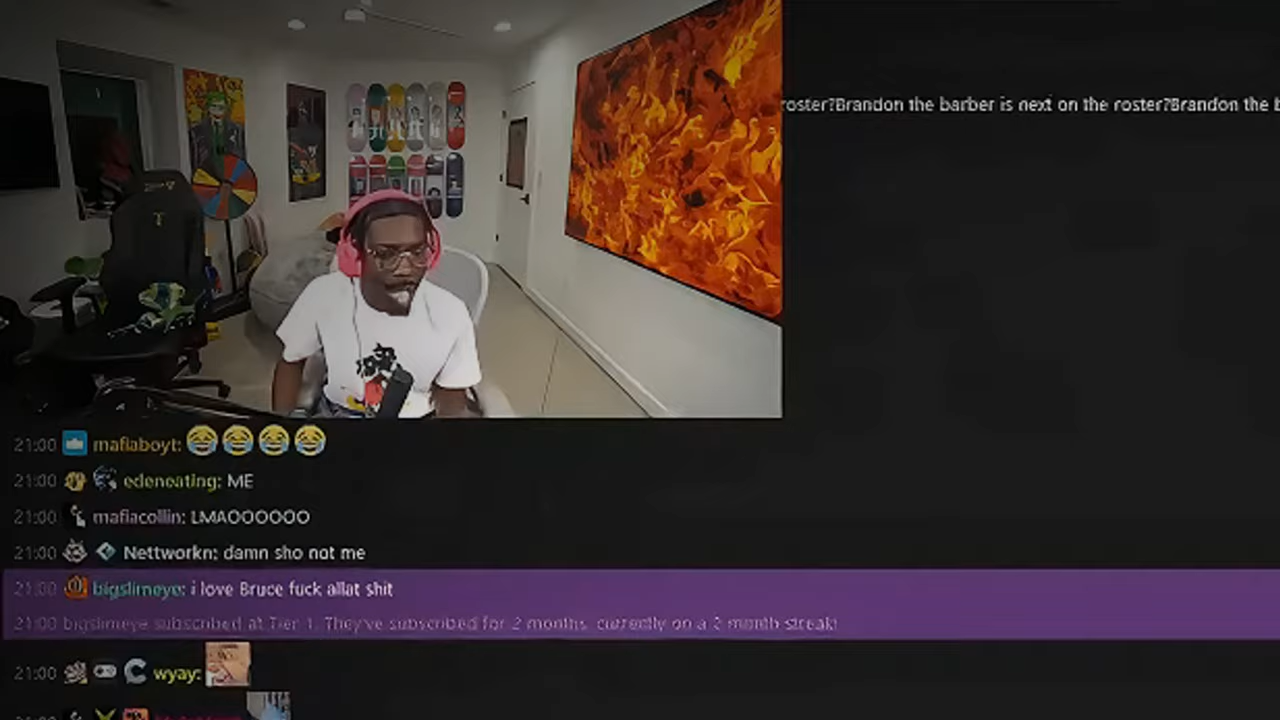 roster?Brandon the barber is next on the roster?Brandon the b
21:00 mafiaboyt: 😂😂😂😂
21:00 edeneating: ME
21:00 mafiacollin: LMAOOOOOO
21:00 Nettworkn: damn sho not me
21:00 bigslimeye: i love Bruce fuck allat shit
21:00 bigslimeye subscribed at Tier 1. They've subscribed for 2 months, currently on a 2 month streak!
21:00 wyay: